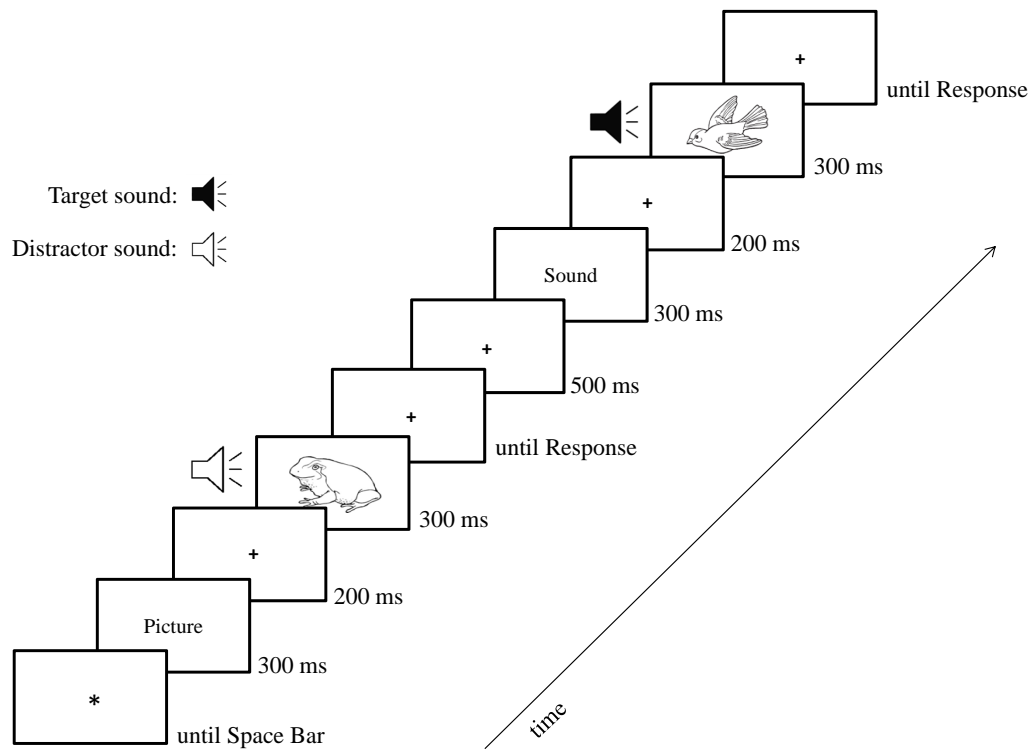 +
until Response
300 ms
Target sound:
+
Distractor sound:
200 ms
Sound
300 ms
+
500 ms
+
until Response
300 ms
+
200 ms
Picture
300 ms
*
time
until Space Bar